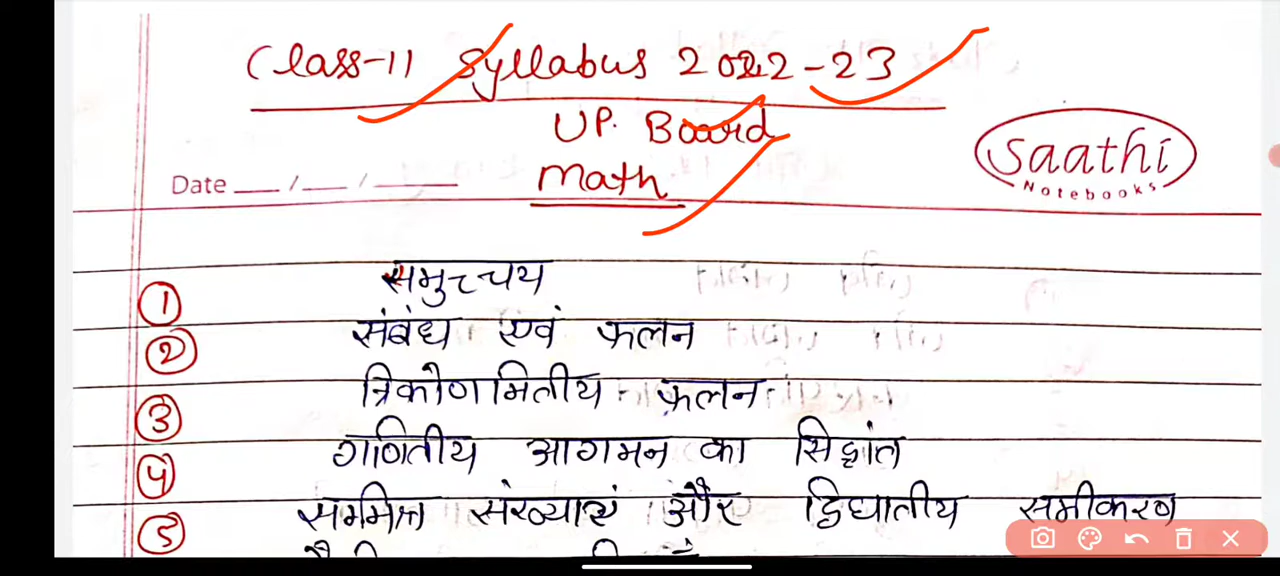 Class-11 Syllabus 2022-23
UP. Board
Math
Date __/__/____
Saathi
Notebooks
① समुच्चय
② संबंध एवं फलन
③ त्रिकोणमितीय फलन
④ गणितीय आगमन का सिद्धांत
⑤ सममिश्र संख्याएं और द्विघातीय समीकरण